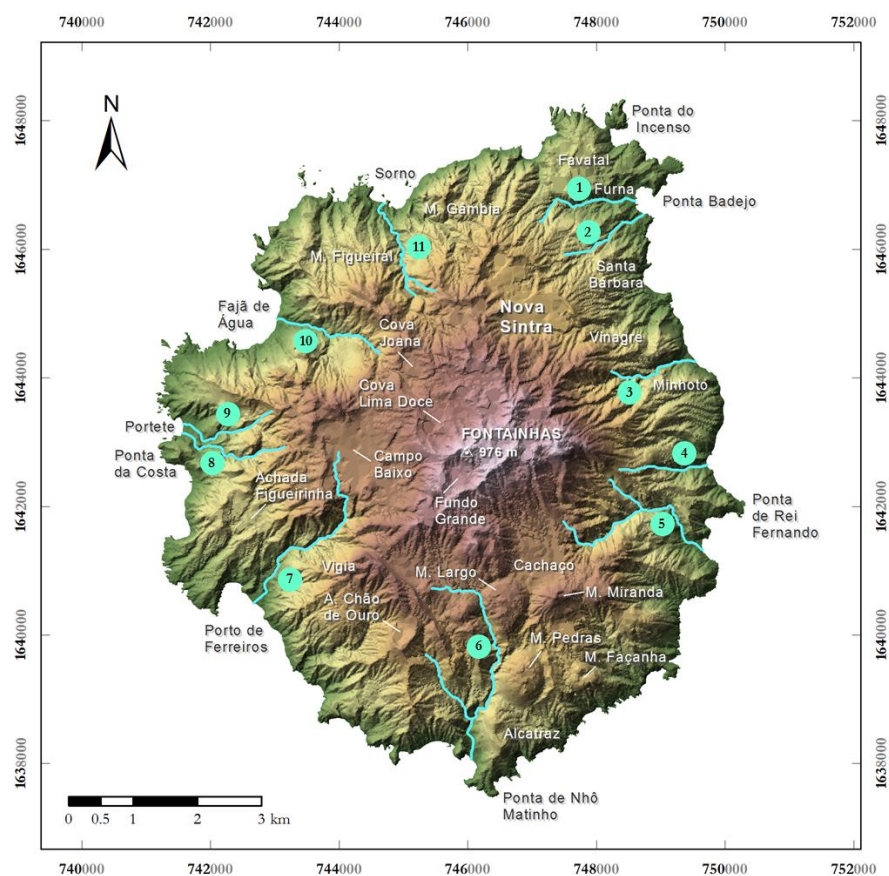 740000 742000 744000 746000 748000 750000 752000
1648000
1646000
1644000
1642000
1640000
1638000
N
Ponta do
Incenso
Favatal
1
Furna
Sorno
Ponta Badejo
M. Gâmbia
2
11
M. Figueiral
Santa
Bárbara
Fajã de
Água
Nova
Sintra
Cova
Joana
10
Vinagre
Minhoto
3
Cova
Lima Doce
9
Portete
FONTAINHAS
976 m
4
Ponta
da Costa
8
Campo
Baixo
Achada
Figueirinha
Fundo
Grande
Ponta
de Rei
Fernando
5
Cachaço
Vigia
M. Largo
7
M. Miranda
A. Chão
de Ouro
Porto de
Ferreiros
6
M. Pedras
M. Façanha
Alcatraz
Ponta de Nhô
Matinho
0 0.5 1 2 3 km
1648000
1646000
1644000
1642000
1640000
1638000
740000 742000 744000 746000 748000 750000 752000